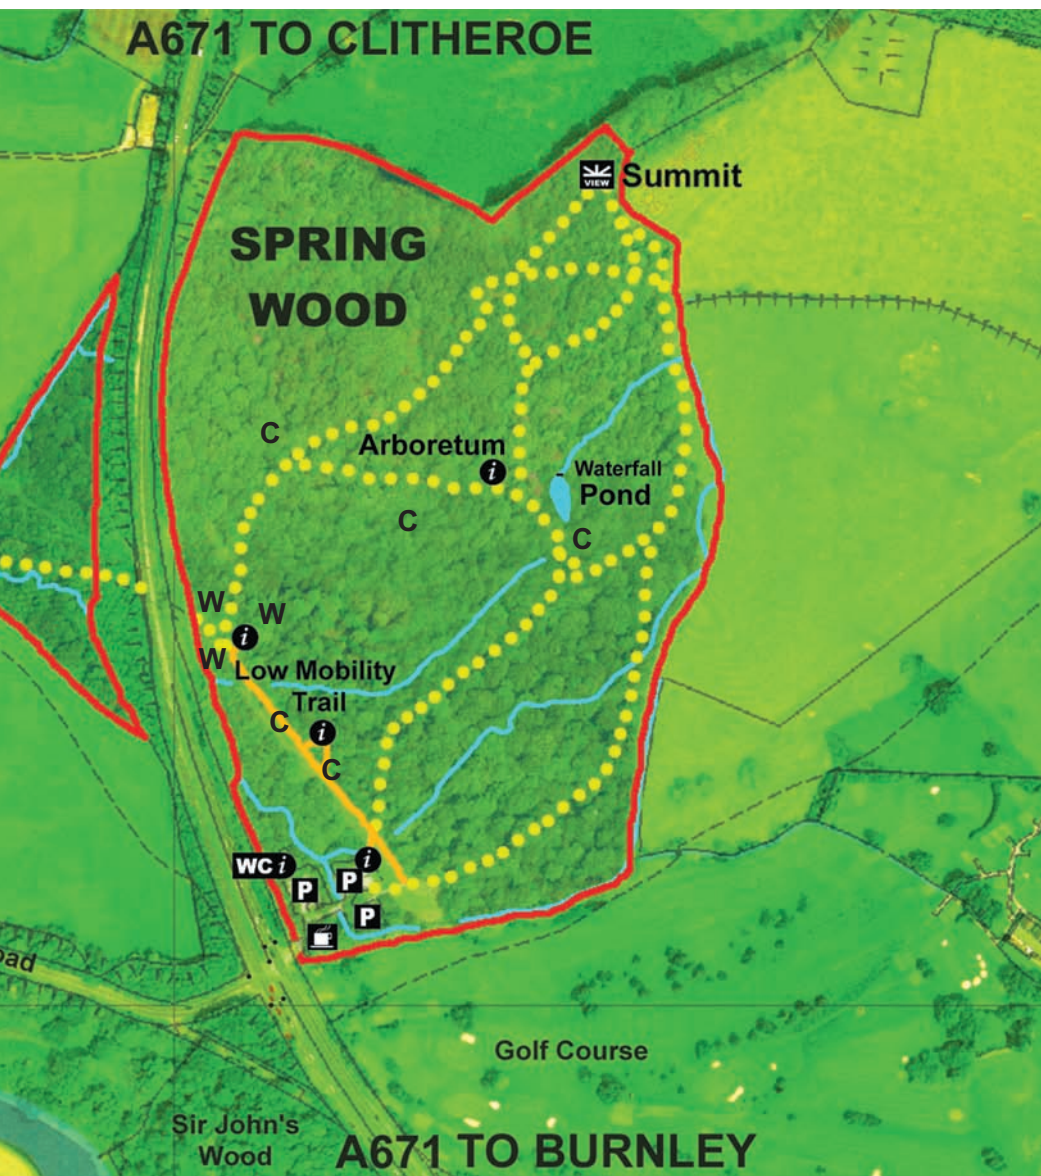 A671 TO CLITHEROE
VIEW
Summit
SPRING
WOOD
C
Arboretum
i
Waterfall
Pond
C
C
W
W
i
W
Low Mobility
Trail
C
i
C
WC i
i
P
P
P
oad
Golf Course
Sir John's
Wood
A671 TO BURNLEY